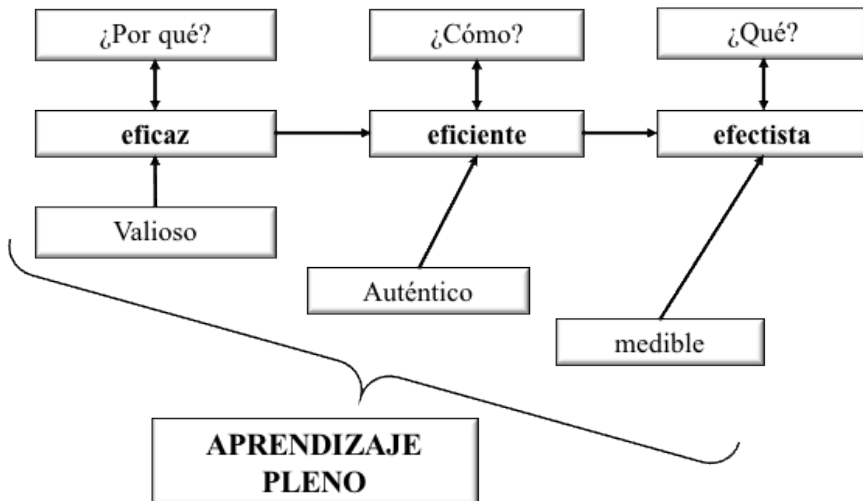 ¿Por qué?
¿Cómo?
¿Qué?
eficaz
eficiente
efectista
Valioso
Auténtico
medible
APRENDIZAJE
PLENO